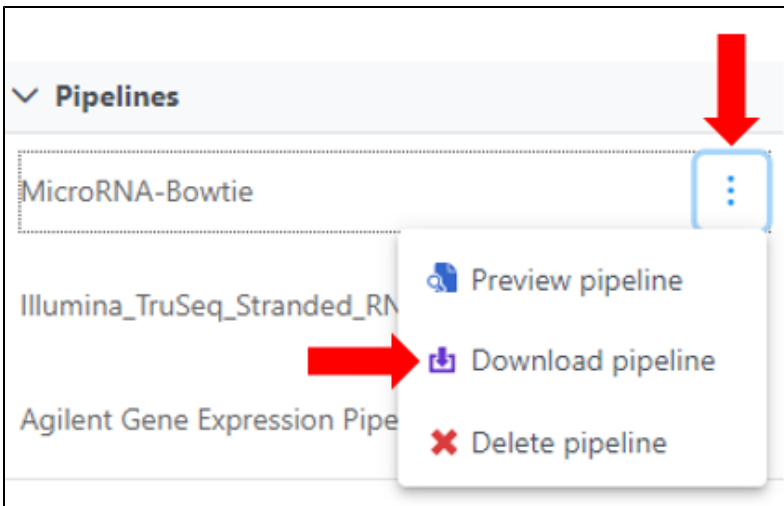 Pipelines
MicroRNA-Bowtie
Preview pipeline
Illumina_TruSeq_Stranded_RN
Download pipeline
Agilent Gene Expression Pipe
Delete pipeline